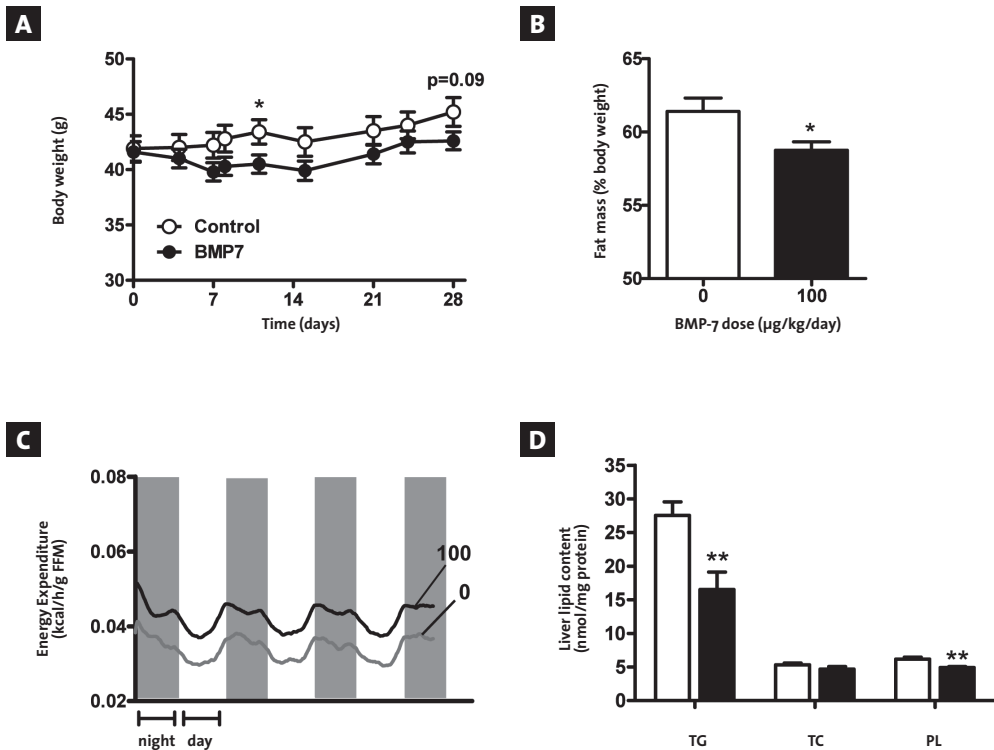 A
50
45
40
35
30
Body weight (g)
*
p=0.09
Control
BMP7
0 7 14 21 28
Time (days)
B
65
60
55
50
Fat mass (% body weight)
*
0 100
BMP-7 dose (µg/kg/day)
C
0.08
0.06
0.04
0.02
Energy Expenditure
(kcal/h/g FFM)
100
0
night day
D
35
30
25
20
15
10
5
0
Liver lipid content
(nmol/mg protein)
**
**
TG TC PL